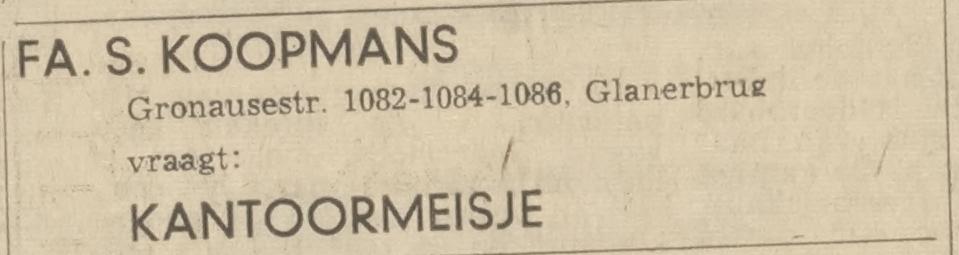 FA. S. KOOPMANS
Gronausestr. 1082-1084-1086, Glanerbrug
vraagt:
KANTOORMEISJE